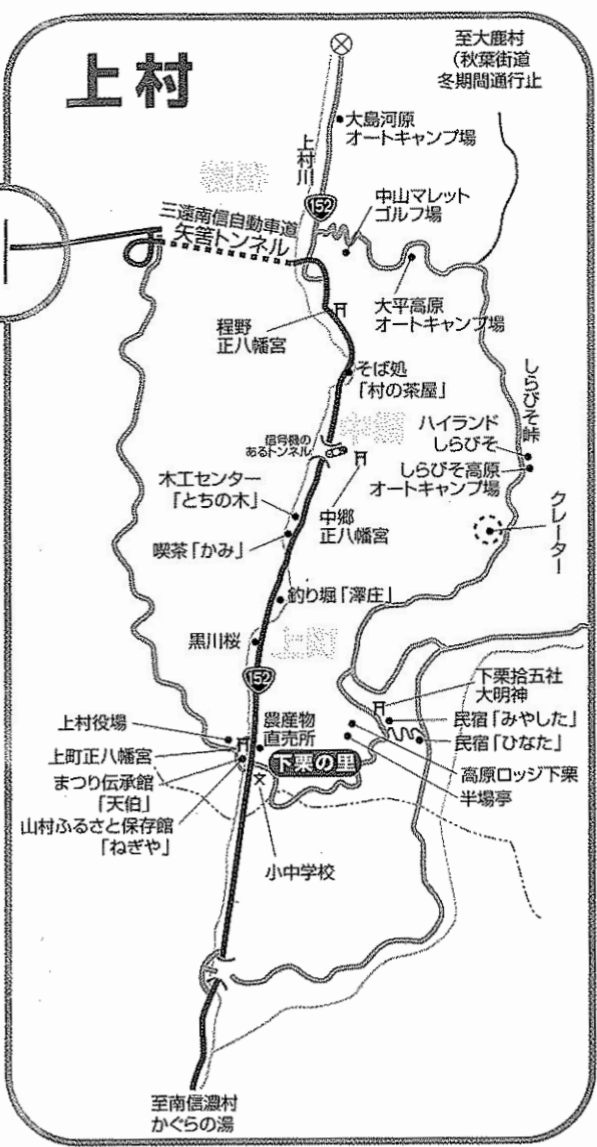 上村
至大鹿村
(秋葉街道
冬期間通行止
大島河原
オートキャンプ場
上村川
152
中山マレット
ゴルフ場
三遠南信自動車道
矢筈トンネル
大平高原
オートキャンプ場
程野
正八幡宮
そば処
「村の茶屋」
しらびそ峠
中郷
ハイランド
しらびそ
信号機の
あるトンネル
しらびそ高原
オートキャンプ場
木工センター
「とちの木」
中郷
正八幡宮
クレーター
喫茶「かみ」
釣り堀「澤庄」
黒川桜
152
下栗拾五社
大明神
上村役場
農産物
直売所
民宿「みやした」
上町正八幡宮
民宿「ひなた」
下栗の里
まつり伝承館
「天伯」
高原ロッジ下栗
半場亭
山村ふるさと保存館
「ねぎや」
文
小中学校
至南信濃村
かぐらの湯